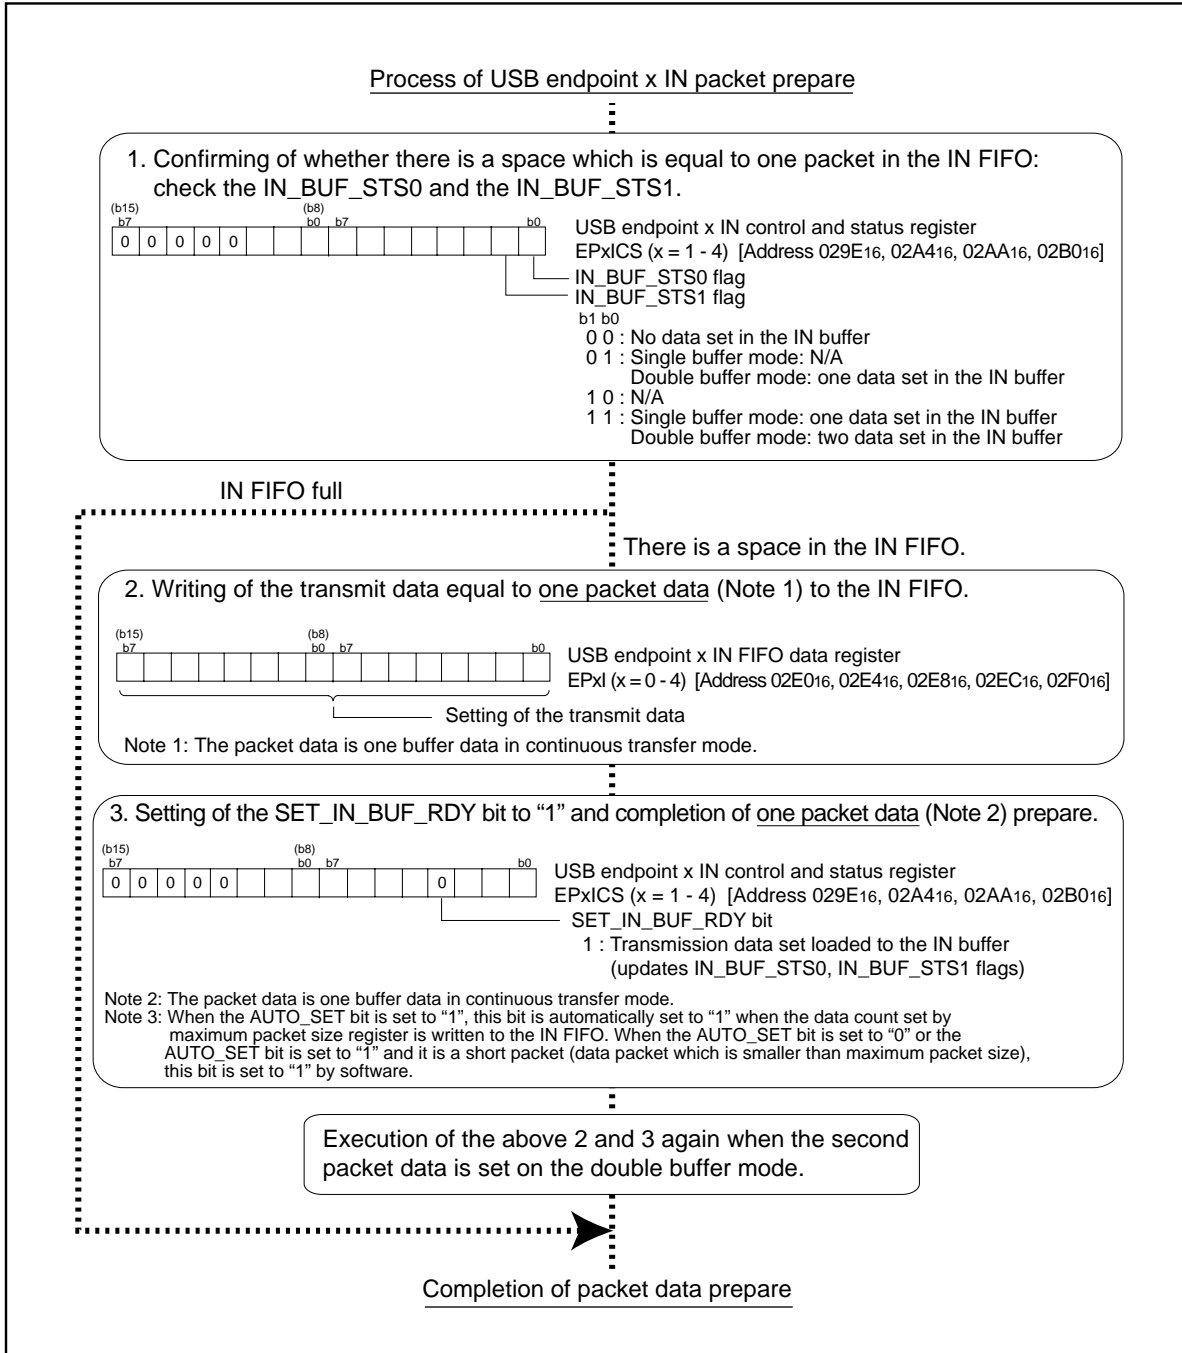 Process of USB endpoint x IN packet prepare
1. Confirming of whether there is a space which is equal to one packet in the IN FIFO:
check the IN_BUF_STS0 and the IN_BUF_STS1.
(b15) (b8)
b7 b0 b7 b0
0 0 0 0 0
USB endpoint x IN control and status register
EPxICS (x = 1 - 4) [Address 029E16, 02A416, 02AA16, 02B016]
IN_BUF_STS0 flag
IN_BUF_STS1 flag
b1 b0
0 0 : No data set in the IN buffer
0 1 : Single buffer mode: N/A
Double buffer mode: one data set in the IN buffer
1 0 : N/A
1 1 : Single buffer mode: one data set in the IN buffer
Double buffer mode: two data set in the IN buffer
IN FIFO full
There is a space in the IN FIFO.
2. Writing of the transmit data equal to one packet data (Note 1) to the IN FIFO.
(b15) (b8)
b7 b0 b7 b0
USB endpoint x IN FIFO data register
EPxI (x = 0 - 4) [Address 02E016, 02E416, 02E816, 02EC16, 02F016]
Setting of the transmit data
Note 1: The packet data is one buffer data in continuous transfer mode.
3. Setting of the SET_IN_BUF_RDY bit to “1” and completion of one packet data (Note 2) prepare.
(b15) (b8)
b7 b0 b7 b0
0 0 0 0 0 0
USB endpoint x IN control and status register
EPxICS (x = 1 - 4) [Address 029E16, 02A416, 02AA16, 02B016]
SET_IN_BUF_RDY bit
1 : Transmission data set loaded to the IN buffer
(updates IN_BUF_STS0, IN_BUF_STS1 flags)
Note 2: The packet data is one buffer data in continuous transfer mode.
Note 3: When the AUTO_SET bit is set to “1”, this bit is automatically set to “1” when the data count set by
maximum packet size register is written to the IN FIFO. When the AUTO_SET bit is set to “0” or the
AUTO_SET bit is set to “1” and it is a short packet (data packet which is smaller than maximum packet size),
this bit is set to “1” by software.
Execution of the above 2 and 3 again when the second
packet data is set on the double buffer mode.
Completion of packet data prepare